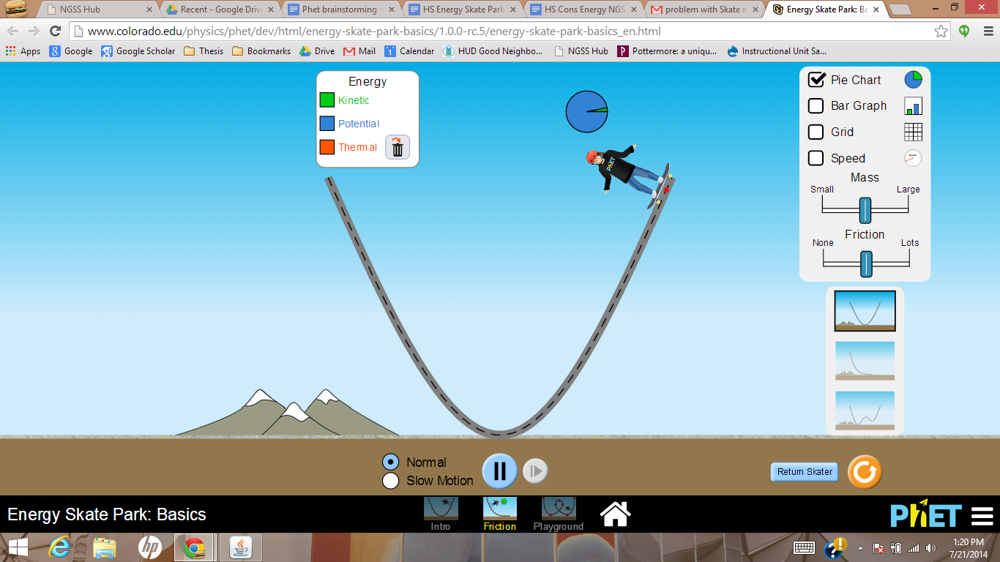 NGSS Hub
Recent - Google Driv
Phet brainstorming -
HS Energy Skate Park
HS Cons Energy NGS
problem with Skate n
Energy Skate Park: Ba
www.colorado.edu/physics/phet/dev/html/energy-skate-park-basics/1.0.0-rc.5/energy-skate-park-basics_en.html
Apps Google Google Scholar Thesis Bookmarks Drive Mail Calendar HUD Good Neighbo... NGSS Hub Pottermore: a uniqu... Instructional Unit Sa...
Energy
Kinetic
Potential
Thermal
PhET
Pie Chart
Bar Graph
Grid
Speed
Mass
Small Large
Friction
None Lots
Normal
Slow Motion
Return Skater
Energy Skate Park: Basics
Intro
Friction
Playground
PhET
hp
1:20 PM
7/21/2014